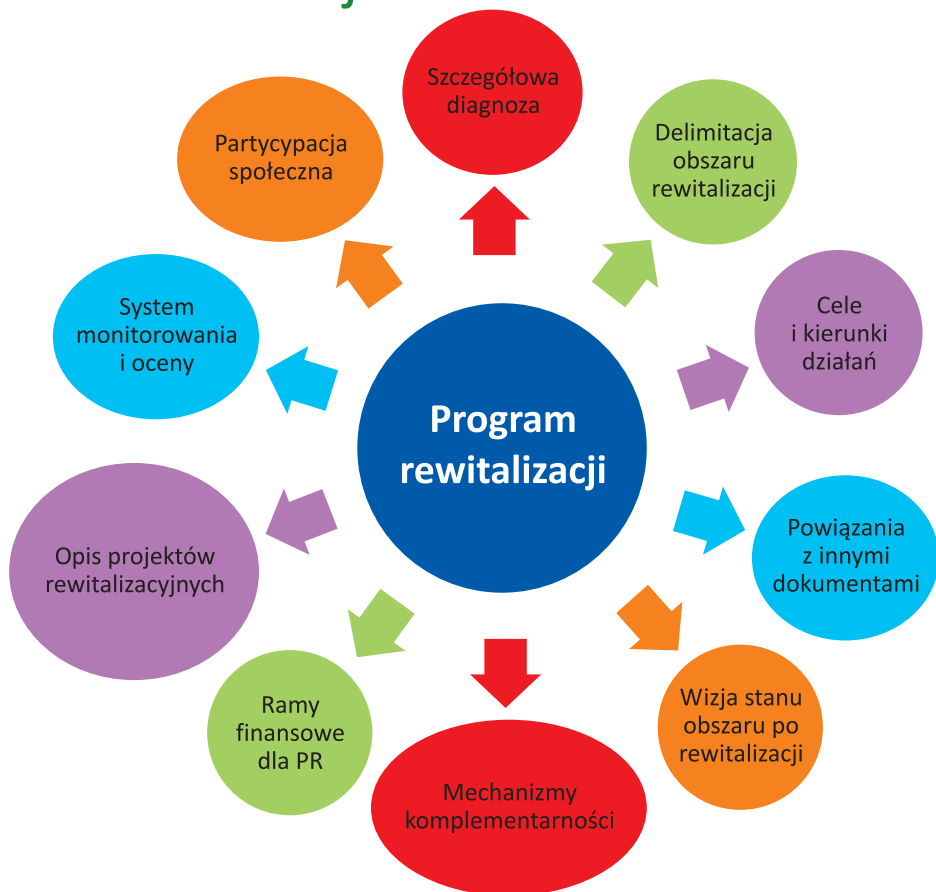 Szczegółowa
diagnoza
Delimitacja
obszaru
rewitalizacji
Cele
i kierunki
działań
Powiązania
z innymi
dokumentami
Wizja stanu
obszaru po
rewitalizacji
Mechanizmy
komplementarności
Ramy
finansowe
dla PR
Opis projektów
rewitalizacyjnych
System
monitorowania
i oceny
Partycypacja
społeczna
Program
rewitalizacji